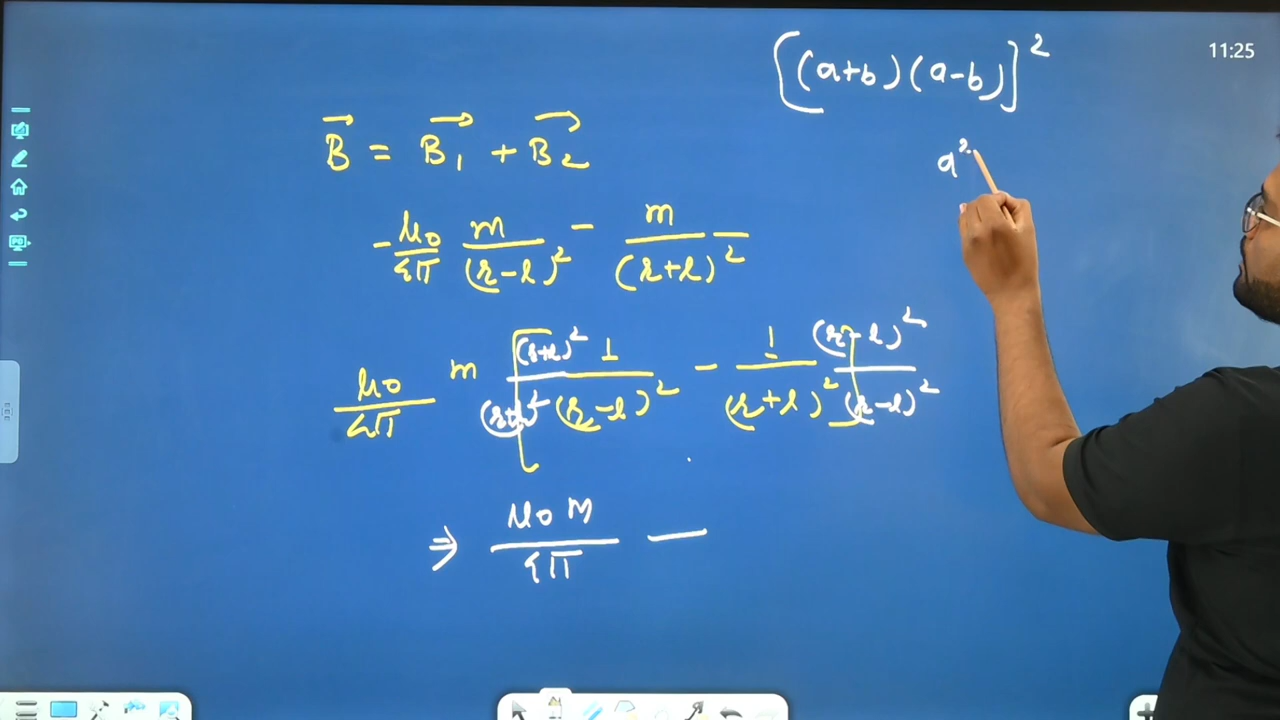 [(a+b)(a-b)]²
11:25
a²-
B⃗ = B⃗₁ + B⃗₂
-μ₀/4π m/(r-l)² - m/(r+l)²
μ₀/4π m [(r+l)²/(r+l)² 1/(r-l)² - 1/(r+l)² (r-l)²/(r-l)²]
⇒ μ₀ M/4π —